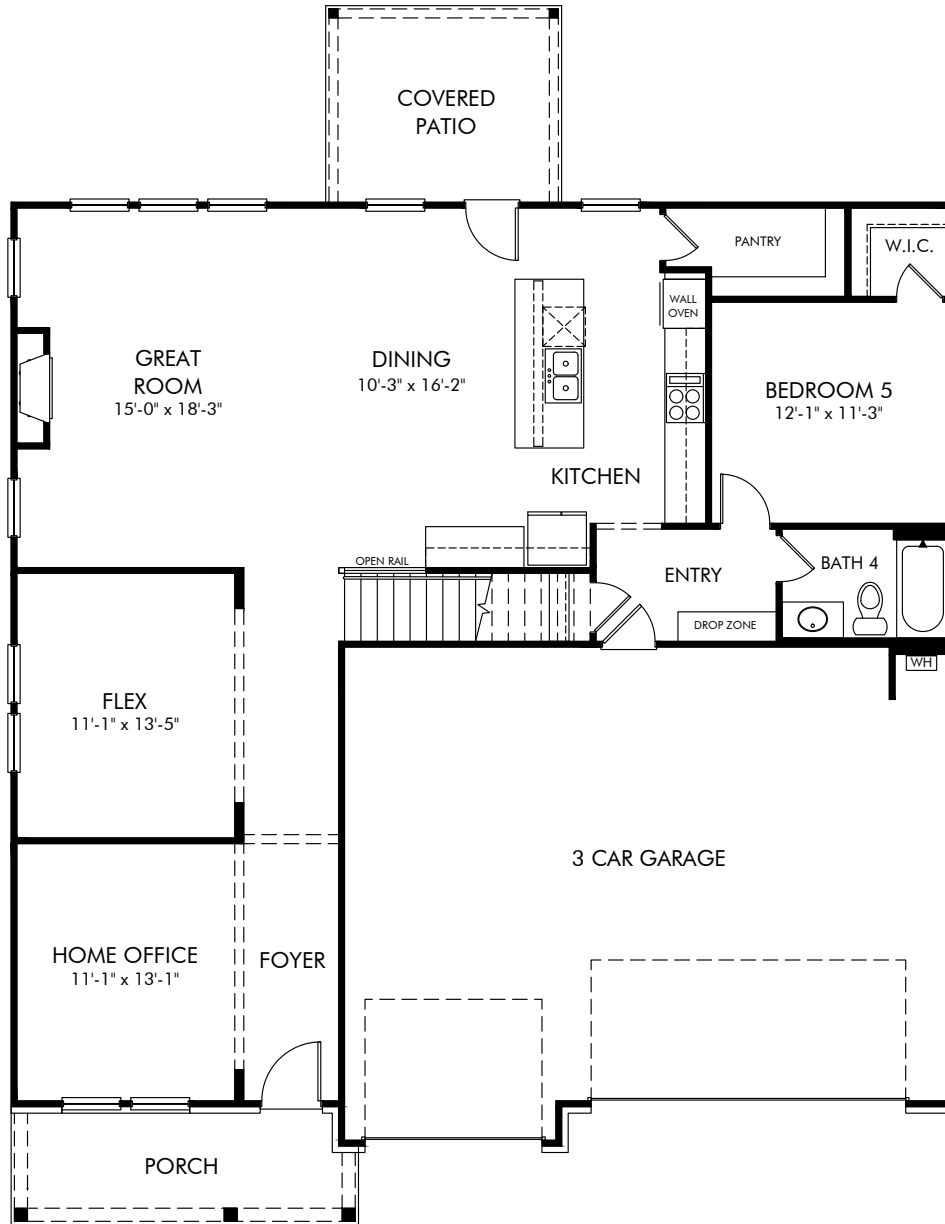 COVERED
PATIO
PANTRY
W.I.C.
WALL
OVEN
GREAT
ROOM
15'-0" x 18'-3"
DINING
10'-3" x 16'-2"
BEDROOM 5
12'-1" x 11'-3"
KITCHEN
OPEN RAIL
ENTRY
BATH 4
DROP ZONE
WH
FLEX
11'-1" x 13'-5"
3 CAR GARAGE
HOME OFFICE
11'-1" x 13'-1"
FOYER
PORCH